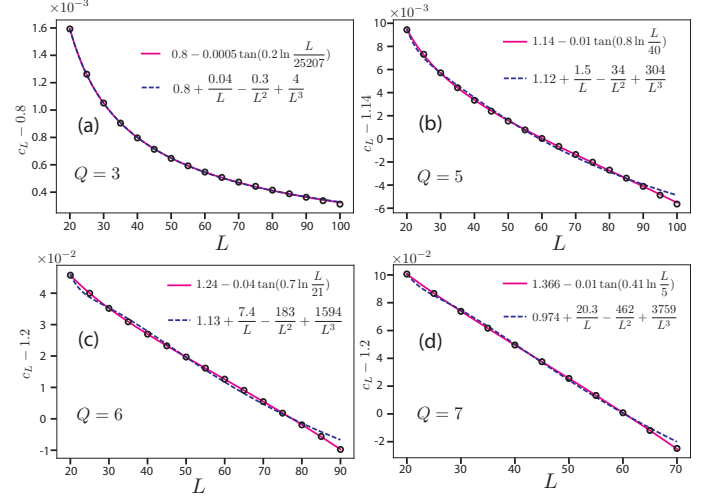 ×10⁻³
1.6
1.4
1.2
1.0
0.8
0.6
0.4
c_L − 0.8
0.8 − 0.0005 tan(0.2 ln L/25207)
0.8 + 0.04/L − 0.3/L² + 4/L³
(a)
Q = 3
20 30 40 50 60 70 80 90 100
L
×10⁻³
10
8
6
4
2
0
-2
-4
-6
c_L − 1.14
1.14 − 0.01 tan(0.8 ln L/40)
1.12 + 1.5/L − 34/L² + 304/L³
(b)
Q = 5
20 30 40 50 60 70 80 90 100
L
×10⁻²
4
3
2
1
0
-1
c_L − 1.2
1.24 − 0.04 tan(0.7 ln L/21)
1.13 + 7.4/L − 183/L² + 1594/L³
(c)
Q = 6
20 30 40 50 60 70 80 90
L
×10⁻²
10
8
6
4
2
0
-2
c_L − 1.2
1.366 − 0.01 tan(0.41 ln L/5)
0.974 + 20.3/L − 462/L² + 3759/L³
(d)
Q = 7
20 30 40 50 60 70
L